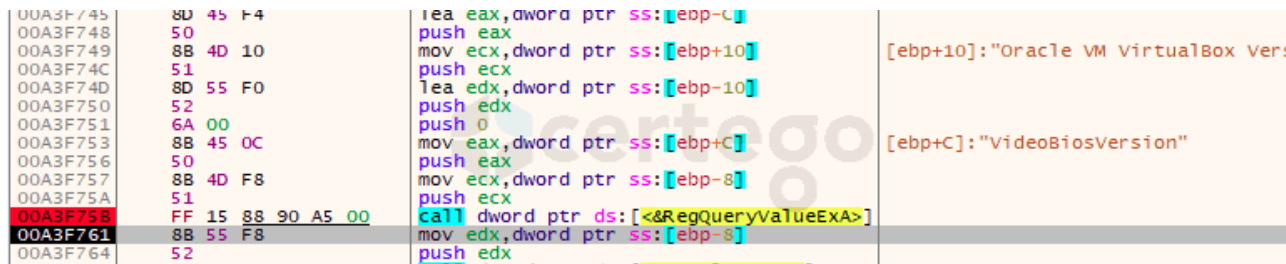 00A3F745 8D 45 F4 lea eax,dword ptr ss:[ebp-C]
00A3F748 50 push eax
00A3F749 8B 4D 10 mov ecx,dword ptr ss:[ebp+10] [ebp+10]:"Oracle VM VirtualBox Vers
00A3F74C 51 push ecx
00A3F74D 8D 55 F0 lea edx,dword ptr ss:[ebp-10]
00A3F750 52 push edx
00A3F751 6A 00 push 0
00A3F753 8B 45 0C mov eax,dword ptr ss:[ebp+C] [ebp+C]:"VideoBiosVersion"
00A3F756 50 push eax
00A3F757 8B 4D F8 mov ecx,dword ptr ss:[ebp-8]
00A3F75A 51 push ecx
00A3F75B FF 15 88 90 A5 00 call dword ptr ds:[<&RegQueryValueExA>]
00A3F761 8B 55 F8 mov edx,dword ptr ss:[ebp-8]
00A3F764 52 push edx
certego